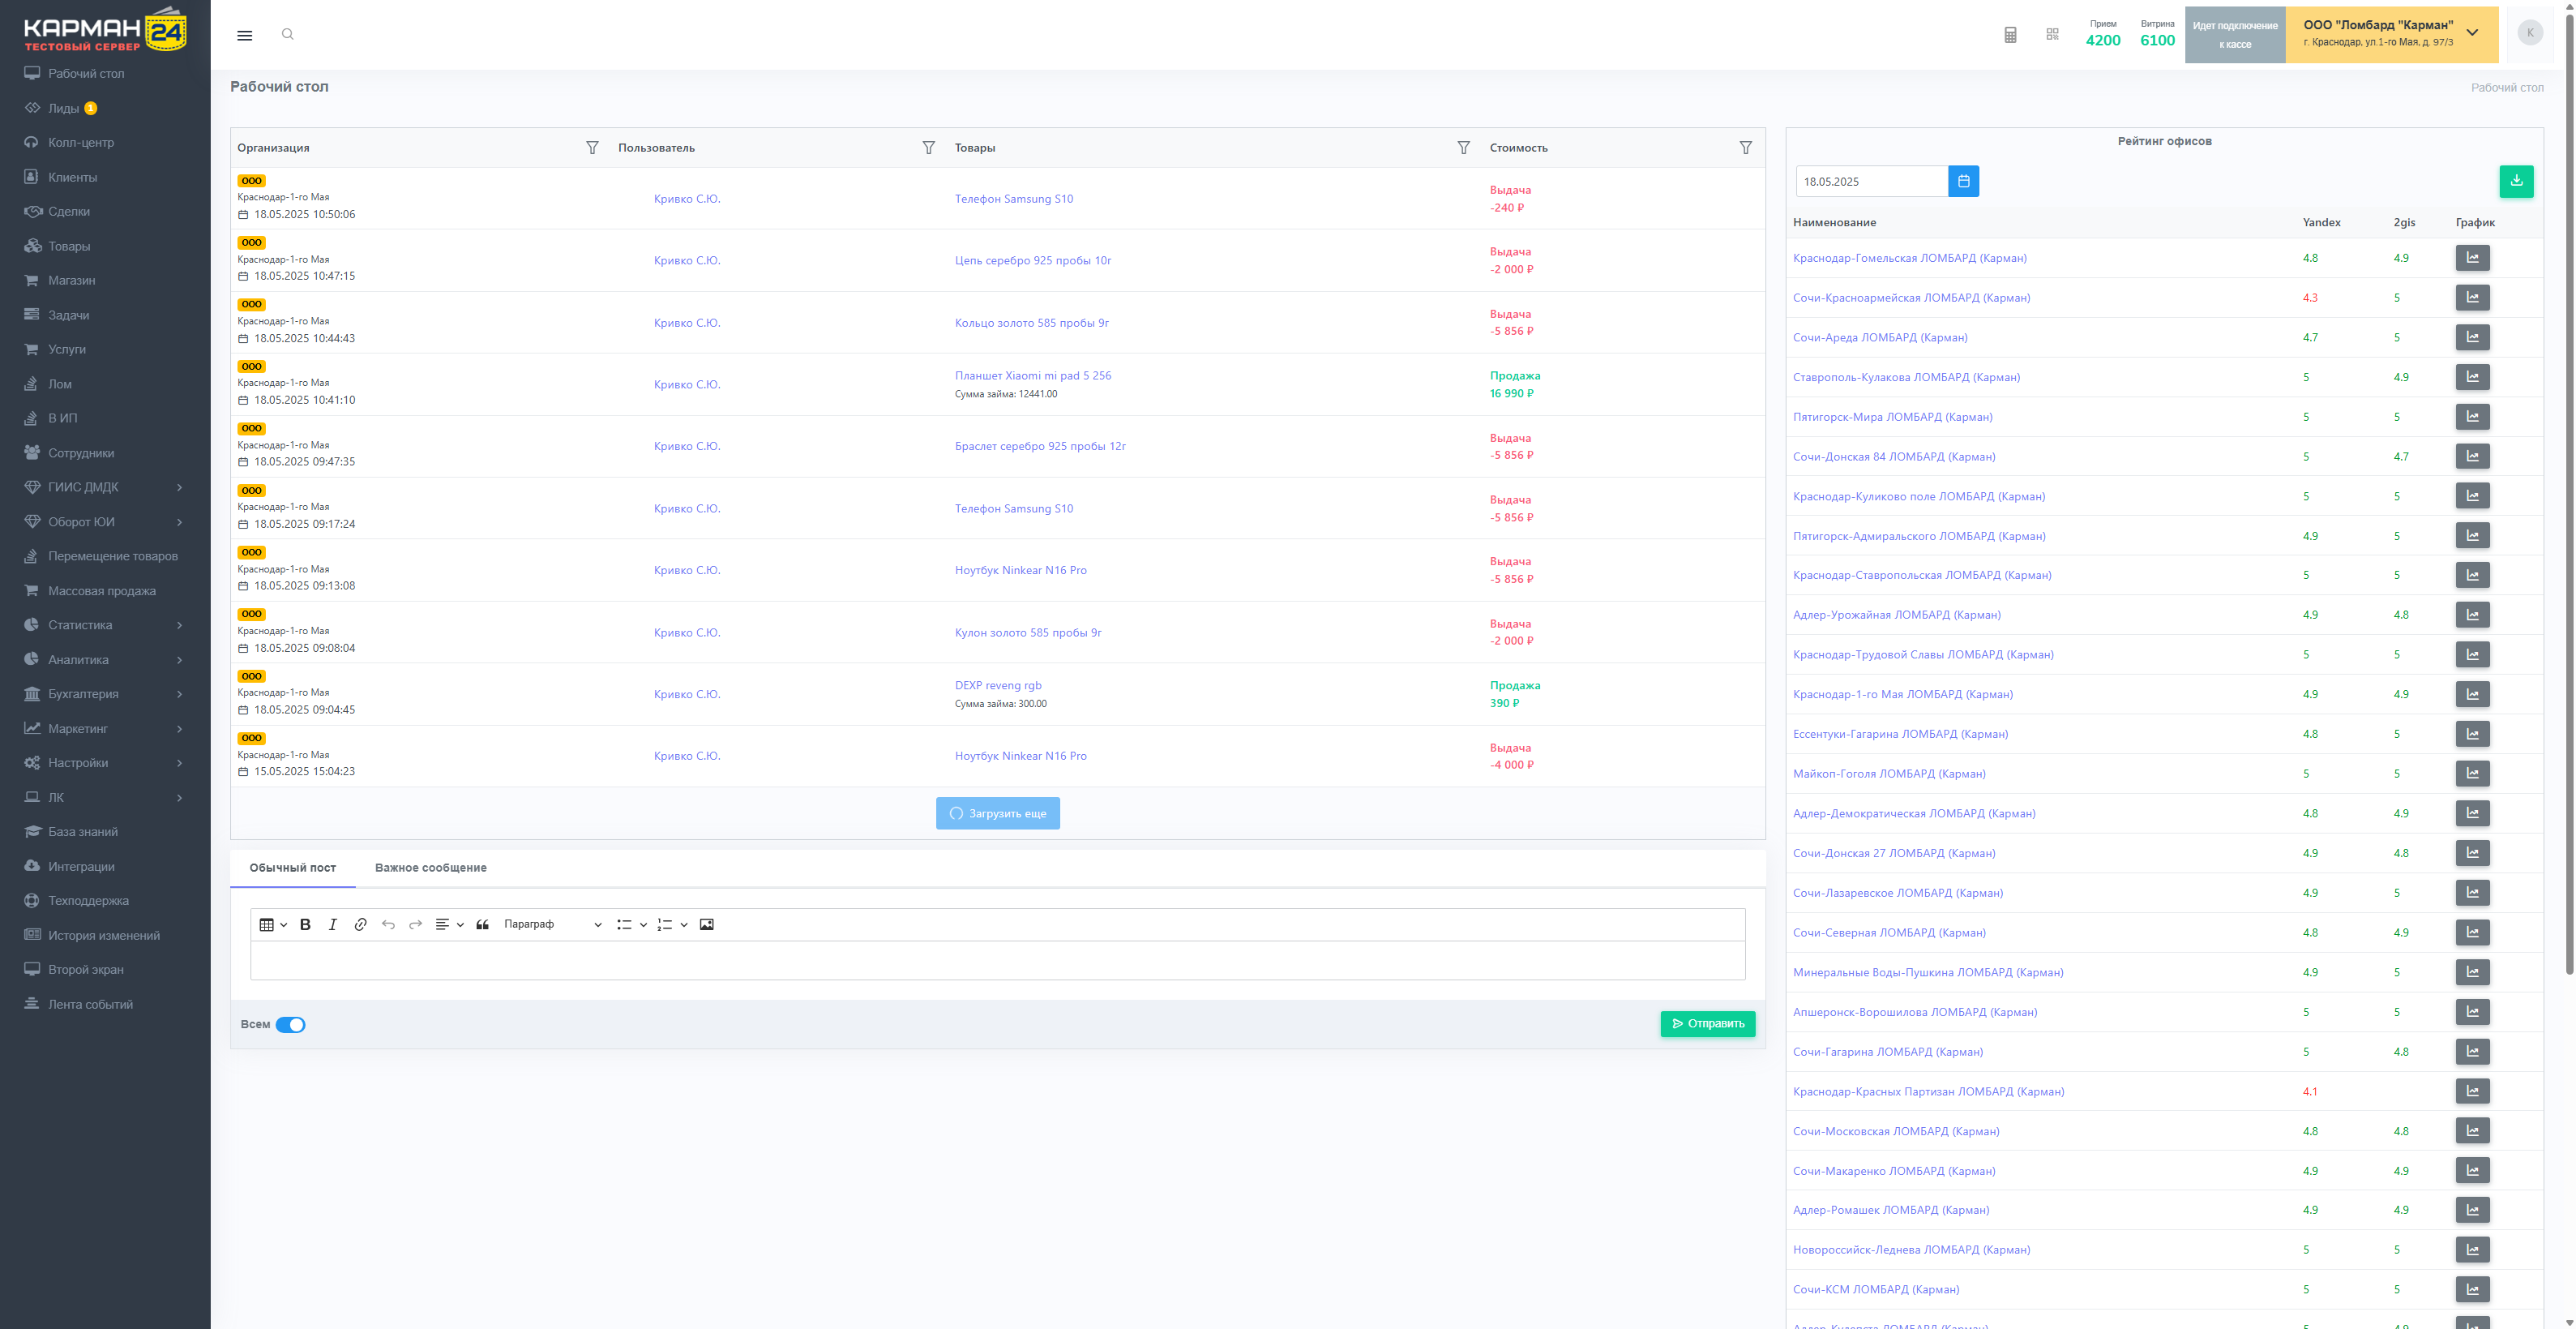 КАРМАН 24
ТЕСТОВЫЙ СЕРВЕР
Рабочий стол
Лиды 1
Колл-центр
Клиенты
Сделки
Товары
Магазин
Задачи
Услуги
Лом
В ИП
Сотрудники
ГИИС ДМДК
Оборот ЮИ
Перемещение товаров
Массовая продажа
Статистика
Аналитика
Бухгалтерия
Маркетинг
Настройки
ЛК
База знаний
Интеграции
Техподдержка
История изменений
Второй экран
Лента событий
Прием
4200
Витрина
6100
Идет подключение
к кассе
ООО "Ломбард "Карман"
г. Краснодар, ул.1-го Мая, д. 97/3
К
Рабочий стол
Рабочий стол
Организация Пользователь Товары Стоимость
ООО
Краснодар-1-го Мая
18.05.2025 10:50:06
Кривко С.Ю.
Телефон Samsung S10
Выдача
-240 ₽
ООО
Краснодар-1-го Мая
18.05.2025 10:47:15
Кривко С.Ю.
Цепь серебро 925 пробы 10г
Выдача
-2 000 ₽
ООО
Краснодар-1-го Мая
18.05.2025 10:44:43
Кривко С.Ю.
Кольцо золото 585 пробы 9г
Выдача
-5 856 ₽
ООО
Краснодар-1-го Мая
18.05.2025 10:41:10
Кривко С.Ю.
Планшет Xiaomi mi pad 5 256
Сумма займа: 12441.00
Продажа
16 990 ₽
ООО
Краснодар-1-го Мая
18.05.2025 09:47:35
Кривко С.Ю.
Браслет серебро 925 пробы 12г
Выдача
-5 856 ₽
ООО
Краснодар-1-го Мая
18.05.2025 09:17:24
Кривко С.Ю.
Телефон Samsung S10
Выдача
-5 856 ₽
ООО
Краснодар-1-го Мая
18.05.2025 09:13:08
Кривко С.Ю.
Ноутбук Ninkear N16 Pro
Выдача
-5 856 ₽
ООО
Краснодар-1-го Мая
18.05.2025 09:08:04
Кривко С.Ю.
Кулон золото 585 пробы 9г
Выдача
-2 000 ₽
ООО
Краснодар-1-го Мая
18.05.2025 09:04:45
Кривко С.Ю.
DEXP reveng rgb
Сумма займа: 300.00
Продажа
390 ₽
ООО
Краснодар-1-го Мая
15.05.2025 15:04:23
Кривко С.Ю.
Ноутбук Ninkear N16 Pro
Выдача
-4 000 ₽
Загрузить еще
Обычный пост Важное сообщение
Параграф
Всем
Отправить
Рейтинг офисов
18.05.2025
Наименование Yandex 2gis График
Краснодар-Гомельская ЛОМБАРД (Карман) 4.8 4.9
Сочи-Красноармейская ЛОМБАРД (Карман) 4.3 5
Сочи-Ареда ЛОМБАРД (Карман) 4.7 5
Ставрополь-Кулакова ЛОМБАРД (Карман) 5 4.9
Пятигорск-Мира ЛОМБАРД (Карман) 5 5
Сочи-Донская 84 ЛОМБАРД (Карман) 5 4.7
Краснодар-Куликово поле ЛОМБАРД (Карман) 5 5
Пятигорск-Адмиральского ЛОМБАРД (Карман) 4.9 5
Краснодар-Ставропольская ЛОМБАРД (Карман) 5 5
Адлер-Урожайная ЛОМБАРД (Карман) 4.9 4.8
Краснодар-Трудовой Славы ЛОМБАРД (Карман) 5 5
Краснодар-1-го Мая ЛОМБАРД (Карман) 4.9 4.9
Ессентуки-Гагарина ЛОМБАРД (Карман) 4.8 5
Майкоп-Гоголя ЛОМБАРД (Карман) 5 5
Адлер-Демократическая ЛОМБАРД (Карман) 4.8 4.9
Сочи-Донская 27 ЛОМБАРД (Карман) 4.9 4.8
Сочи-Лазаревское ЛОМБАРД (Карман) 4.9 5
Сочи-Северная ЛОМБАРД (Карман) 4.8 4.9
Минеральные Воды-Пушкина ЛОМБАРД (Карман) 4.9 5
Апшеронск-Ворошилова ЛОМБАРД (Карман) 5 5
Сочи-Гагарина ЛОМБАРД (Карман) 5 4.8
Краснодар-Красных Партизан ЛОМБАРД (Карман) 4.1
Сочи-Московская ЛОМБАРД (Карман) 4.8 4.8
Сочи-Макаренко ЛОМБАРД (Карман) 4.9 4.9
Адлер-Ромашек ЛОМБАРД (Карман) 4.9 4.9
Новороссийск-Леднева ЛОМБАРД (Карман) 5 5
Сочи-КСМ ЛОМБАРД (Карман) 5 5